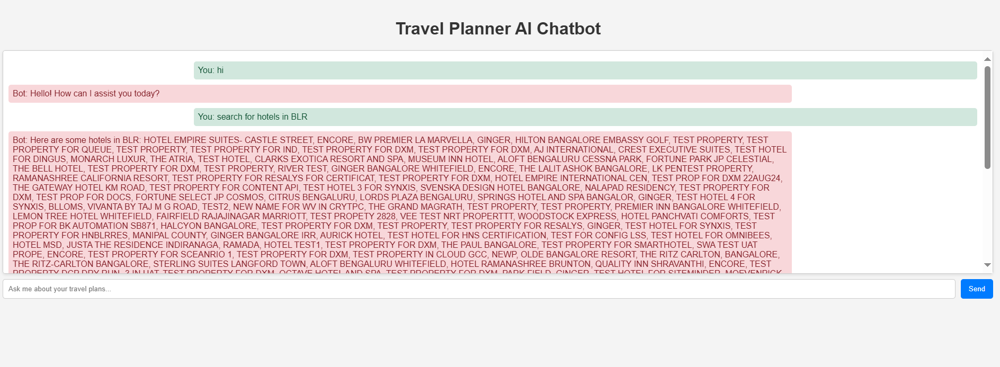 Travel Planner AI Chatbot
You: hi
Bot: Hello! How can I assist you today?
You: search for hotels in BLR
Bot: Here are some hotels in BLR: HOTEL EMPIRE SUITES- CASTLE STREET, ENCORE, BW PREMIER LA MARVELLA, GINGER, HILTON BANGALORE EMBASSY GOLF, TEST PROPERTY, TEST
PROPERTY FOR QUEUE, TEST PROPERTY, TEST PROPERTY FOR IND, TEST PROPERTY FOR DXM, TEST PROPERTY FOR DXM, AJ INTERNATIONAL, CREST EXECUTIVE SUITES, TEST HOTEL
FOR DINGUS, MONARCH LUXUR, THE ATRIA, TEST HOTEL, CLARKS EXOTICA RESORT AND SPA, MUSEUM INN HOTEL, ALOFT BENGALURU CESSNA PARK, FORTUNE PARK JP CELESTIAL,
THE BELL HOTEL, TEST PROPERTY FOR DXM, TEST PROPERTY, RIVER TEST, GINGER BANGALORE WHITEFIELD, ENCORE, THE LALIT ASHOK BANGALORE, LK PENTEST PROPERTY,
RAMANASHREE CALIFORNIA RESORT, TEST PROPERTY FOR RESALYS FOR CERTIFICAT, TEST PROPERTY FOR DXM, HOTEL EMPIRE INTERNATIONAL CEN, TEST PROP FOR DXM 22AUG24,
THE GATEWAY HOTEL KM ROAD, TEST PROPERTY FOR CONTENT API, TEST HOTEL 3 FOR SYNXIS, SVENSKA DESIGN HOTEL BANGALORE, NALAPAD RESIDENCY, TEST PROPERTY FOR
DXM, TEST PROP FOR DOCS, FORTUNE SELECT JP COSMOS, CITRUS BENGALURU, LORDS PLAZA BENGALURU, SPRINGS HOTEL AND SPA BANGALOR, GINGER, TEST HOTEL 4 FOR
SYNXIS, BLLOMS, VIVANTA BY TAJ M G ROAD, TEST2, NEW NAME FOR WV IN CRYTPC, THE GRAND MAGRATH, TEST PROPERTY, TEST PROPERTY, PREMIER INN BANGALORE WHITEFIELD,
LEMON TREE HOTEL WHITEFIELD, FAIRFIELD RAJAJINAGAR MARRIOTT, TEST PROPETY 2828, VEE TEST NRT PROPERTTT, WOODSTOCK EXPRESS, HOTEL PANCHVATI COMFORTS, TEST
PROP FOR BK AUTOMATION SB871, HALCYON BANGALORE, TEST PROPERTY FOR DXM, TEST PROPERTY, TEST PROPERTY FOR RESALYS, GINGER, TEST HOTEL FOR SYNXIS, TEST
PROPERTY FOR HNBLRRES, MANIPAL COUNTY, GINGER BANGALORE IRR, AURICK HOTEL, TEST HOTEL FOR HNS CERTIFICATION, TEST FOR CONFIG LSS, TEST HOTEL FOR OMNIBEES,
HOTEL MSD, JUSTA THE RESIDENCE INDIRANAGA, RAMADA, HOTEL TEST1, TEST PROPERTY FOR DXM, THE PAUL BANGALORE, TEST PROPERTY FOR SMARTHOTEL, SWA TEST UAT
PROPE, ENCORE, TEST PROPERTY FOR SCEANRIO 1, TEST PROPERTY FOR DXM, TEST PROPERTY IN CLOUD GCC, NEWP, OLDE BANGALORE RESORT, THE RITZ CARLTON, BANGALORE,
THE RITZ-CARLTON BANGALORE, STERLING SUITES LANGFORD TOWN, ALOFT BENGALURU WHITEFIELD, HOTEL RAMANASHREE BRUNTON, QUALITY INN SHRAVANTHI, ENCORE, TEST
PROPERTY DCP DRY RUN, 3 IN UAT, TEST PROPERTY FOR DXM, OCTAVE HOTEL AND SPA, TEST PROPERTY FOR DXM, PARK FIELD, GINGER, TEST HOTEL FOR SITEMINDER, MOEVENPICK
Ask me about your travel plans...
Send